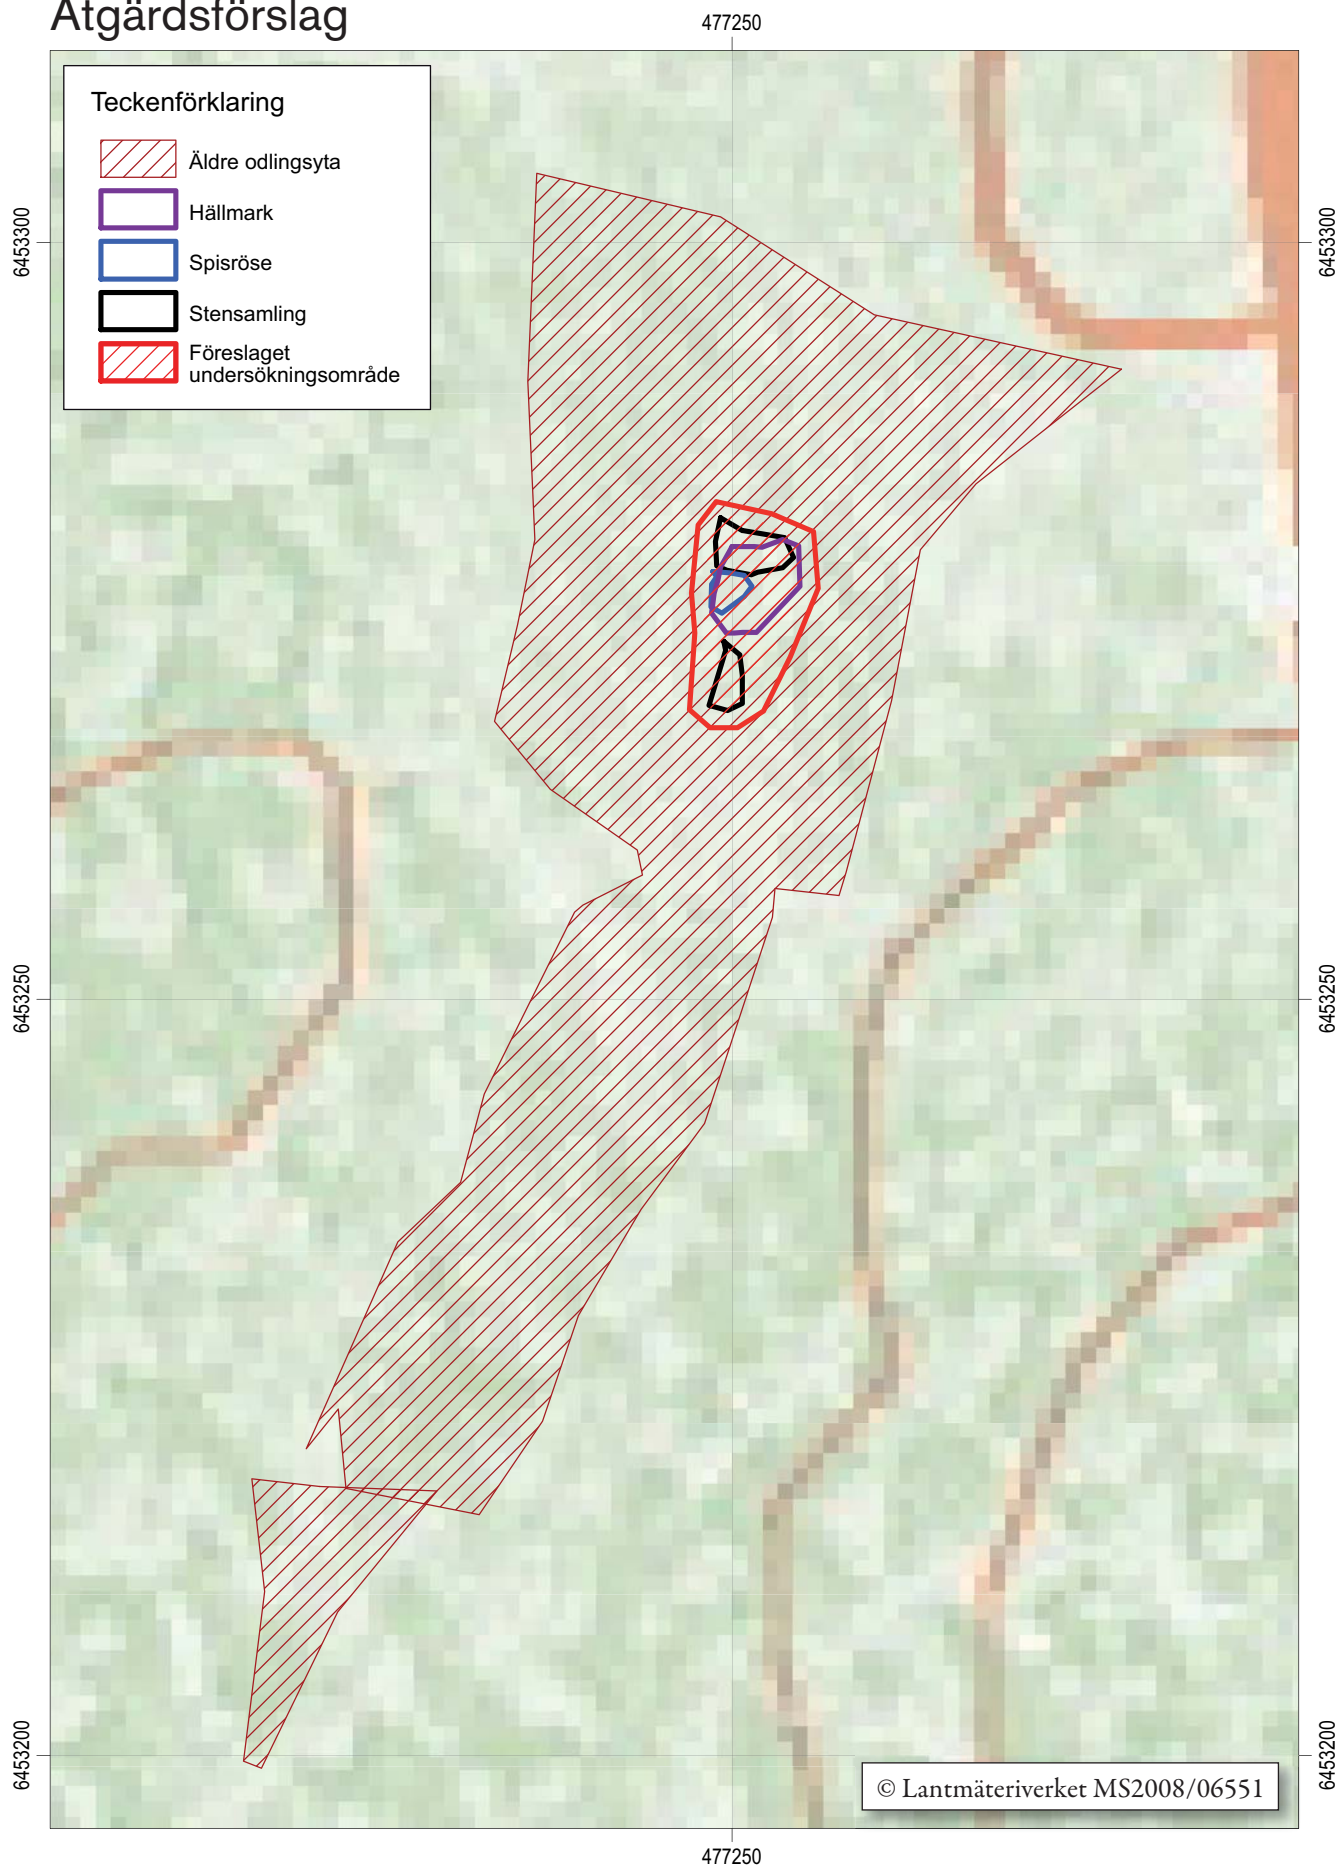 Åtgärdsförslag
477250
Teckenförklaring
Äldre odlingsyta
Hällmark
Spisröse
Stensamling
Föreslaget
undersökningsområde
6453300
6453300
6453250
6453250
6453200
6453200
© Lantmäteriverket MS2008/06551
477250